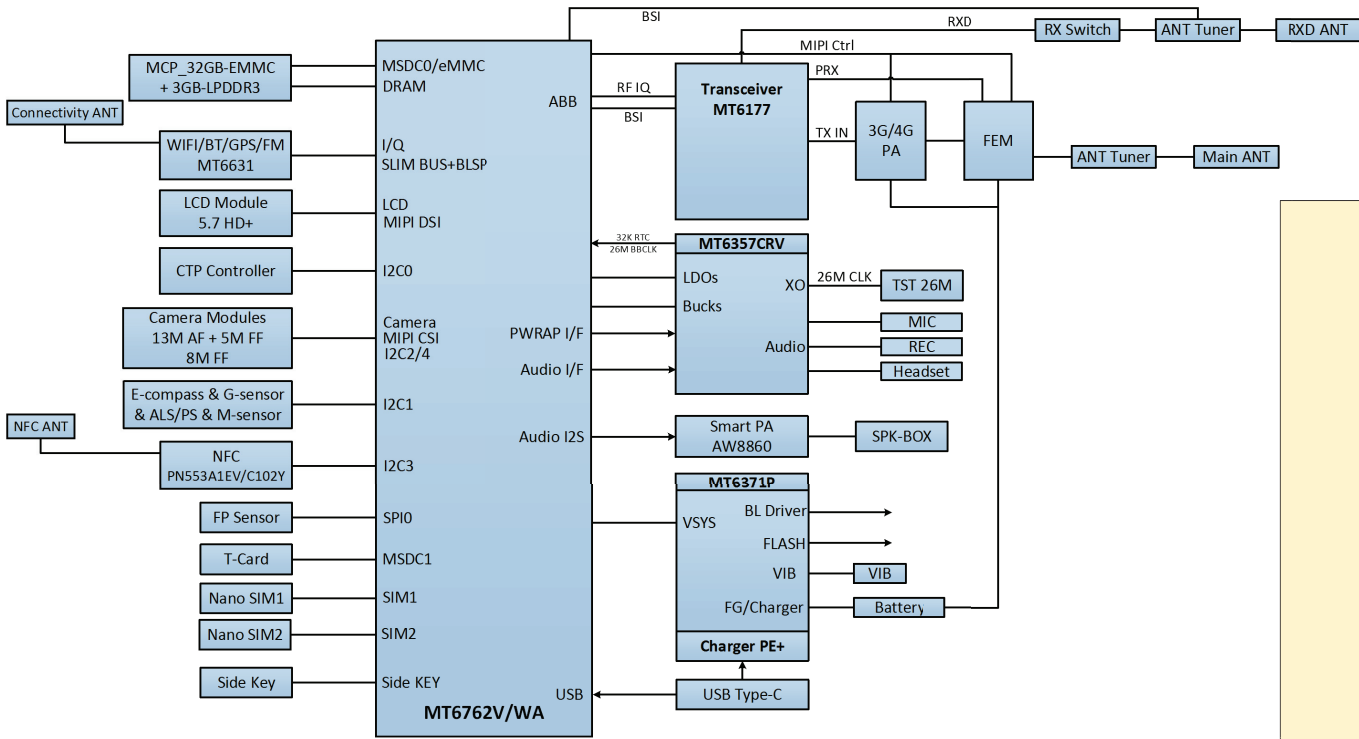 BSI
RXD
RX Switch
ANT Tuner
RXD ANT
MIPI Ctrl
MCP_32GB-EMMC
+ 3GB-LPDDR3
MSDC0/eMMC
DRAM
ABB
RF IQ
BSI
Transceiver
MT6177
PRX
TX IN
3G/4G
PA
FEM
ANT Tuner
Main ANT
Connectivity ANT
WIFI/BT/GPS/FM
MT6631
I/Q
SLIM BUS+BLSP
LCD Module
5.7 HD+
LCD
MIPI DSI
32K RTC
26M BBCLK
MT6357CRV
CTP Controller
I2C0
LDOs
Bucks
XO
26M CLK
TST 26M
Camera Modules
13M AF + 5M FF
8M FF
Camera
MIPI CSI
I2C2/4
PWRAP I/F
Audio I/F
Audio
MIC
REC
Headset
E-compass & G-sensor
& ALS/PS & M-sensor
I2C1
NFC ANT
NFC
PN553A1EV/C102Y
I2C3
Audio I2S
Smart PA
AW8860
SPK-BOX
MT6371P
FP Sensor
SPI0
VSYS
BL Driver
FLASH
T-Card
MSDC1
VIB
VIB
Nano SIM1
SIM1
FG/Charger
Battery
Nano SIM2
SIM2
Charger PE+
Side Key
Side KEY
USB
USB Type-C
MT6762V/WA